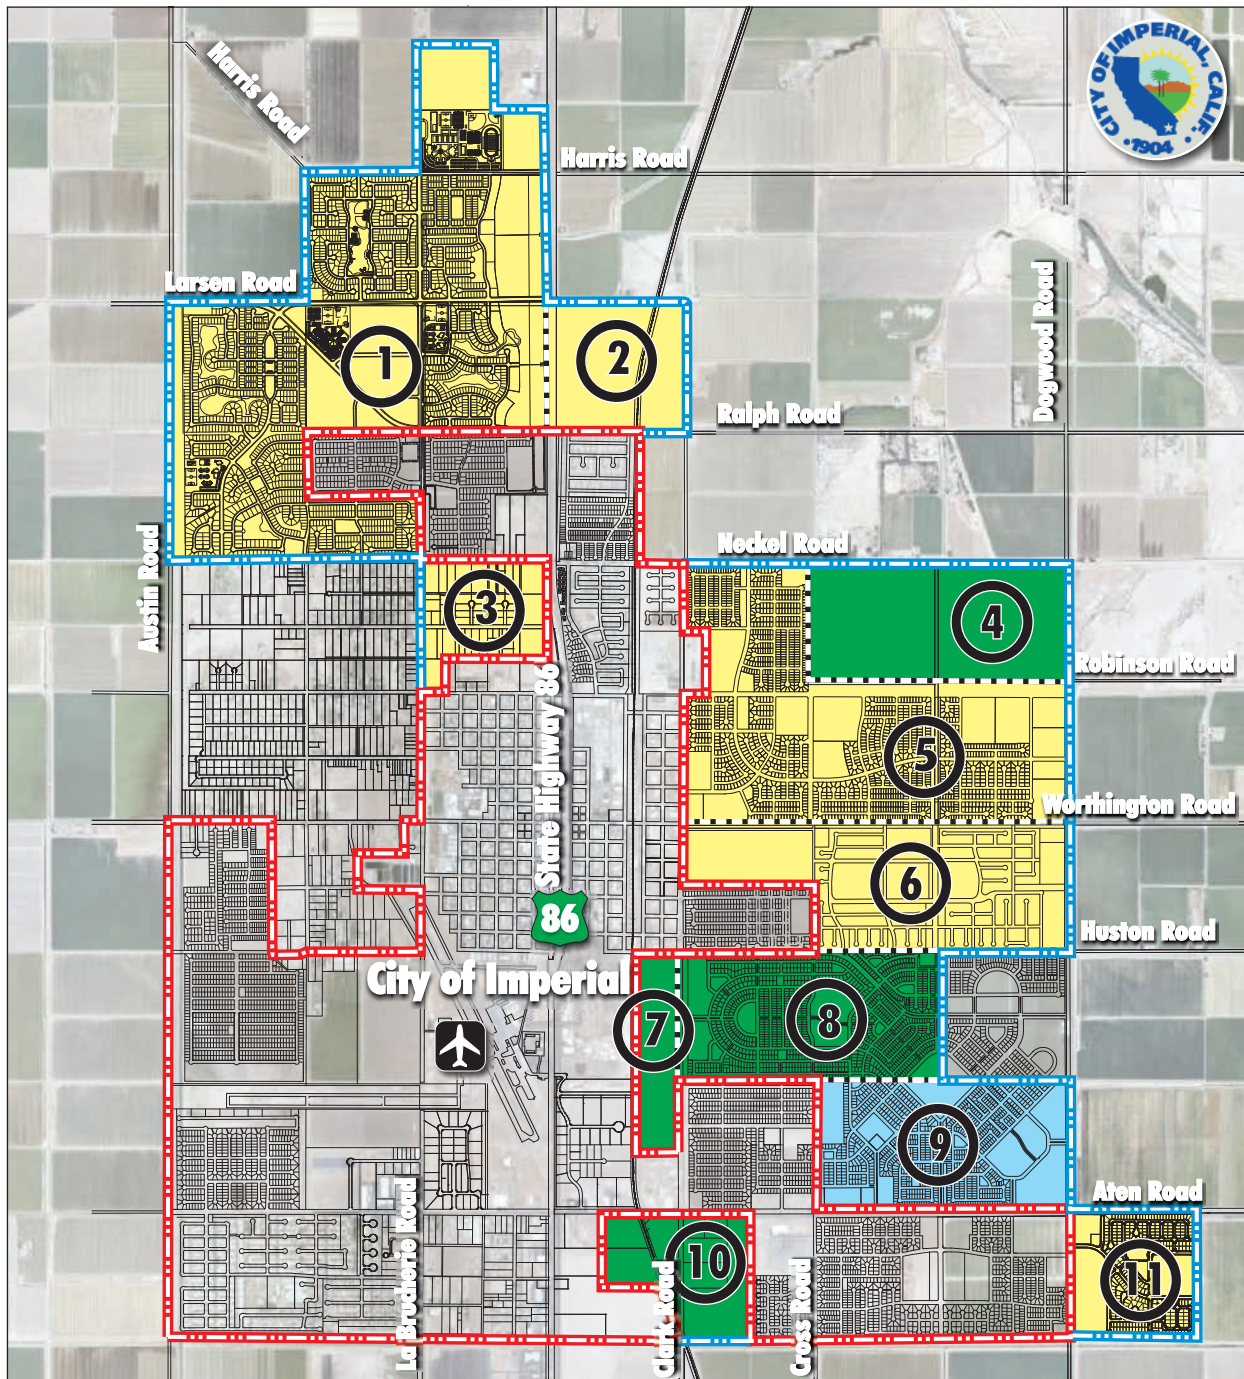 CITY OF IMPERIAL, CALIF.
1904
Harris Road
Harris Road
Larsen Road
Dogwood Road
1
2
Ralph Road
Austin Road
Neckel Road
3
4
Robinson Road
State Highway 86
5
Worthington Road
6
86
Huston Road
City of Imperial
7
8
9
Aten Road
La Bruderie Road
10
Clark Road
Cross Road
11